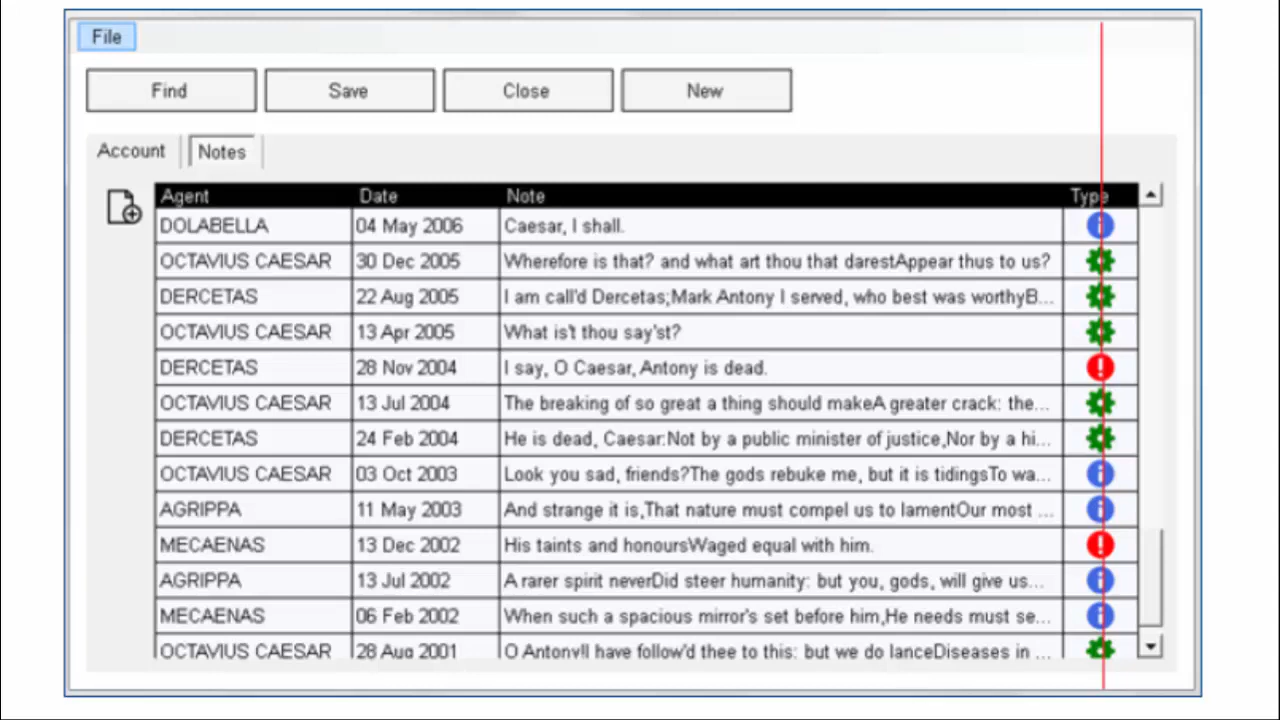 File
Find Save Close New
Account Notes
Agent Date Note Type
DOLABELLA 04 May 2006 Caesar, I shall.
OCTAVIUS CAESAR 30 Dec 2005 Wherefore is that? and what art thou that darestAppear thus to us?
DERCETAS 22 Aug 2005 I am call'd Dercetas;Mark Antony I served, who best was worthyB...
OCTAVIUS CAESAR 13 Apr 2005 What is't thou say'st?
DERCETAS 28 Nov 2004 I say, O Caesar, Antony is dead.
OCTAVIUS CAESAR 13 Jul 2004 The breaking of so great a thing should makeA greater crack: the...
DERCETAS 24 Feb 2004 He is dead, Caesar:Not by a public minister of justice,Nor by a hi...
OCTAVIUS CAESAR 03 Oct 2003 Look you sad, friends?The gods rebuke me, but it is tidingsTo wa...
AGRIPPA 11 May 2003 And strange it is,That nature must compel us to lamentOur most ...
MECAENAS 13 Dec 2002 His taints and honoursWaged equal with him.
AGRIPPA 13 Jul 2002 A rarer spirit neverDid steer humanity: but you, gods, will give us...
MECAENAS 06 Feb 2002 When such a spacious mirror's set before him,He needs must se...
OCTAVIUS CAESAR 28 Aug 2001 O Antony!I have follow'd thee to this: but we do lanceDiseases in ...